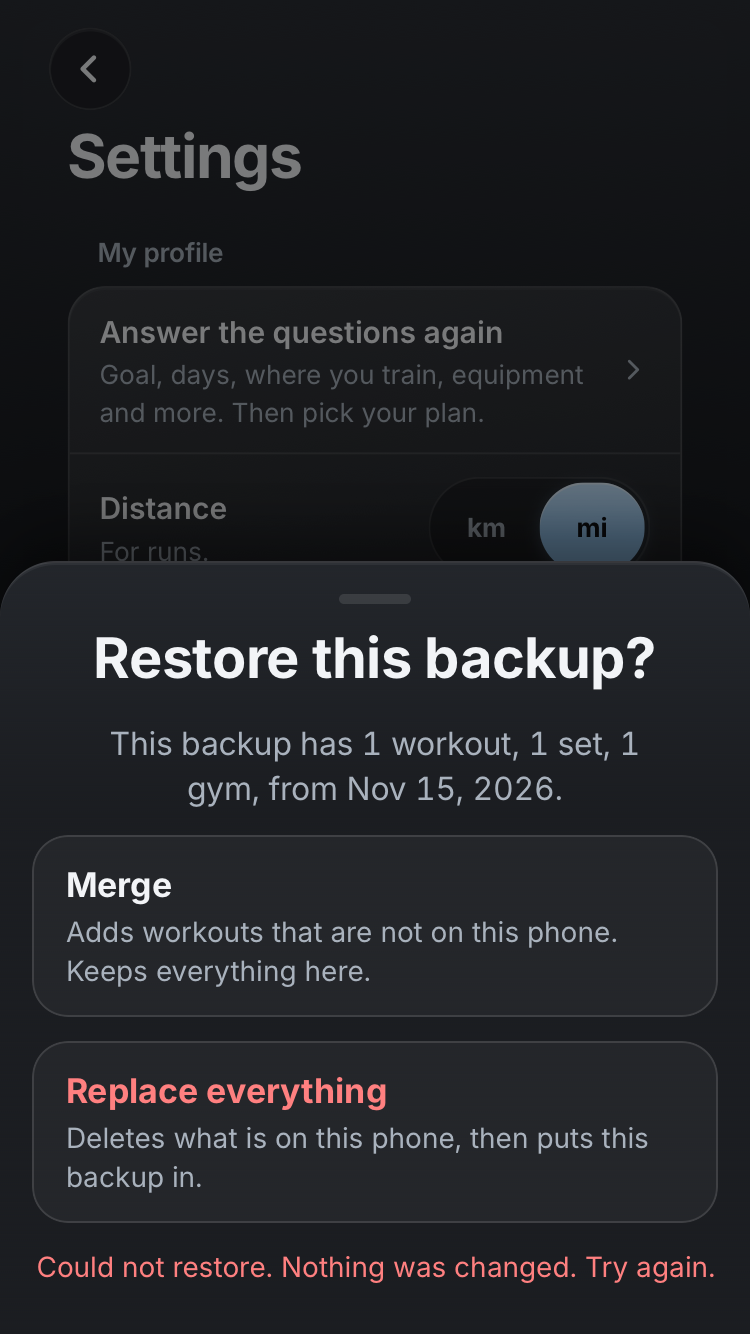 Settings
My profile
Answer the questions again
Goal, days, where you train, equipment
and more. Then pick your plan.
Distance
km
mi
For runs.
Restore this backup?
This backup has 1 workout, 1 set, 1
gym, from Nov 15, 2026.
Merge
Adds workouts that are not on this phone.
Keeps everything here.
Replace everything
Deletes what is on this phone, then puts this
backup in.
Could not restore. Nothing was changed. Try again.